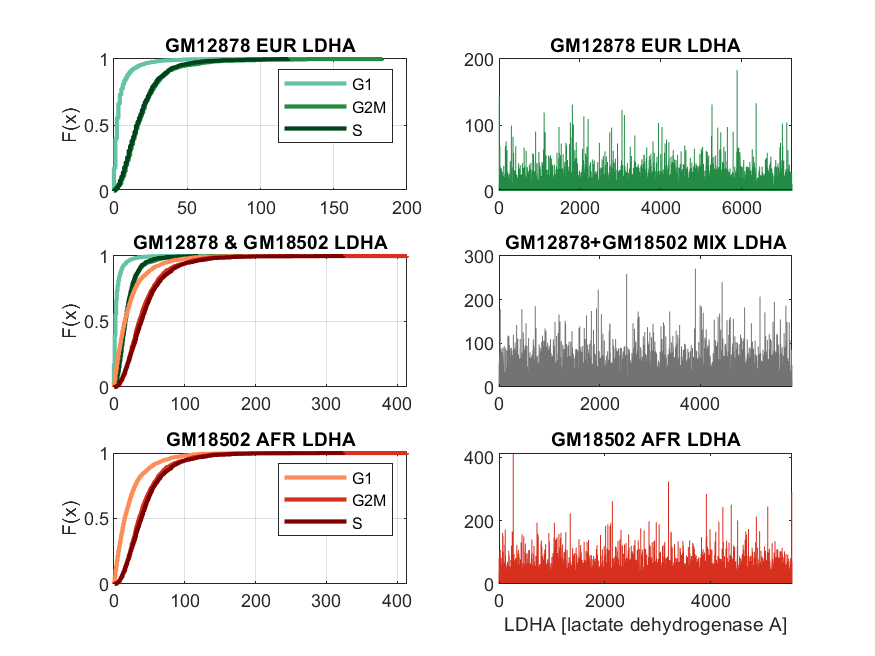 GM12878 EUR LDHA
1
0.5
0
F(x)
0 50 100 150 200
G1
G2M
S
GM12878 EUR LDHA
200
100
0
0 2000 4000 6000
GM12878 & GM18502 LDHA
1
0.5
0
F(x)
0 100 200 300 400
GM12878+GM18502 MIX LDHA
300
200
100
0
0 2000 4000
GM18502 AFR LDHA
1
0.5
0
F(x)
0 100 200 300 400
G1
G2M
S
GM18502 AFR LDHA
400
200
0
0 2000 4000
LDHA [lactate dehydrogenase A]